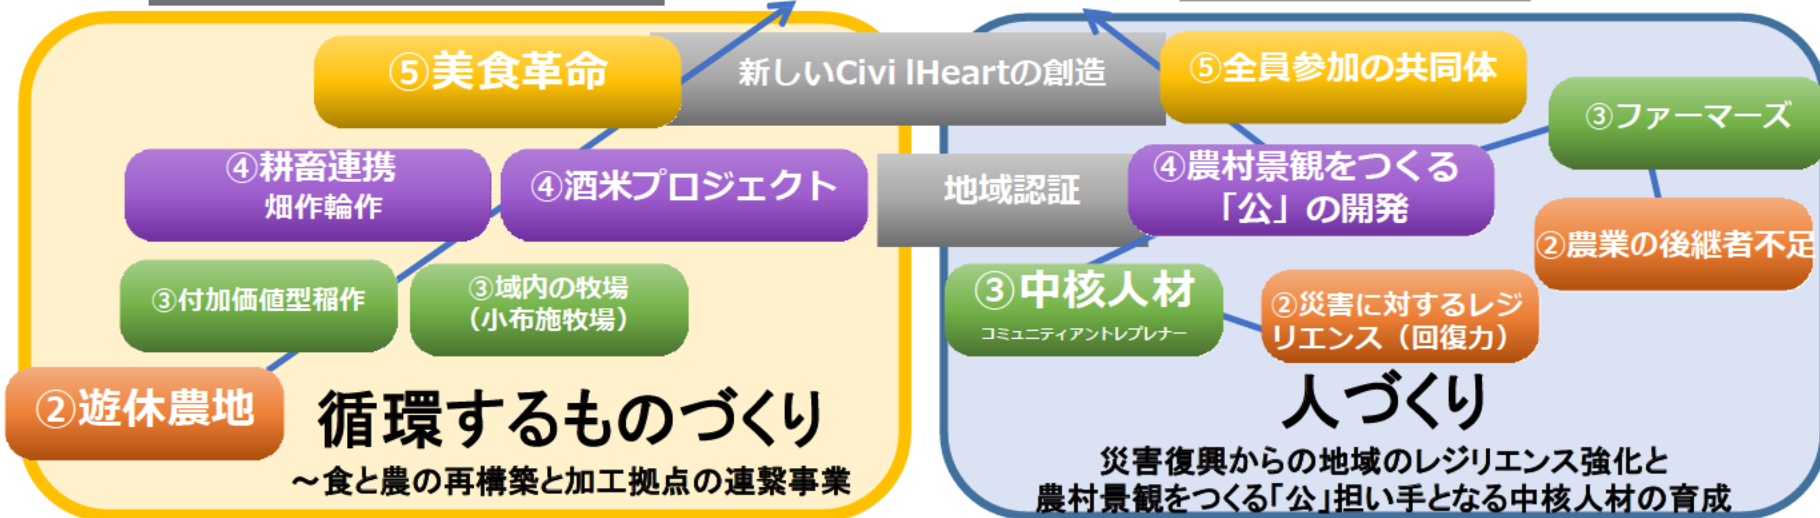 ⑤美食革命
新しいCivi lHeartの創造
⑤全員参加の共同体
③ファーマーズ
④耕畜連携
畑作輪作
④酒米プロジェクト
地域認証
④農村景観をつくる
「公」の開発
②農業の後継者不足
③付加価値型稲作
③域内の牧場
（小布施牧場）
③中核人材
コミュニティアントレプレナー
②災害に対するレジ
リエンス（回復力）
②遊休農地
循環するものづくり
～食と農の再構築と加工拠点の連繋事業
人づくり
災害復興からの地域のレジリエンス強化と
農村景観をつくる「公」担い手となる中核人材の育成